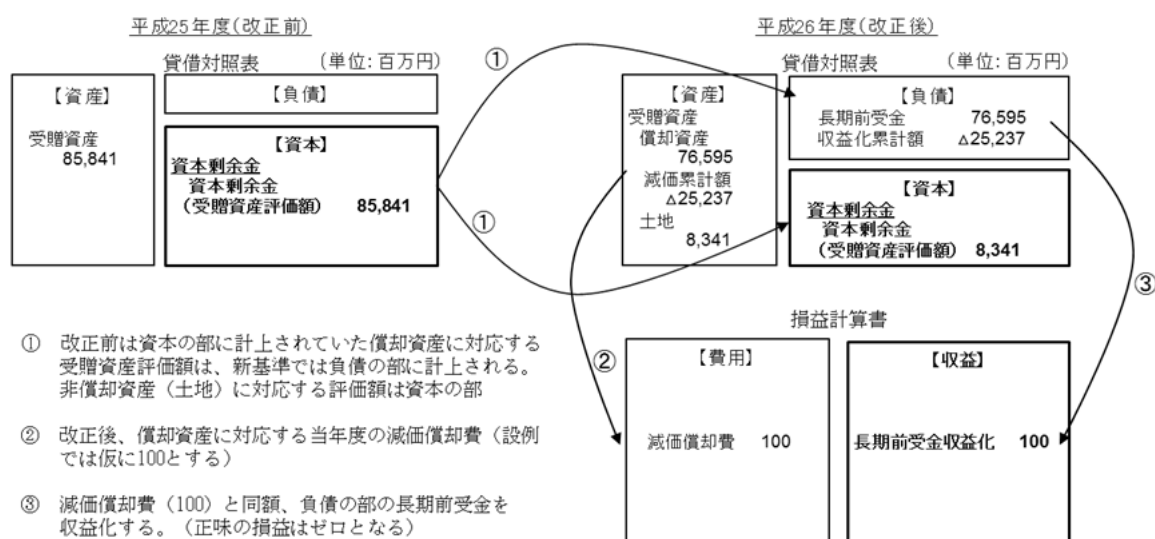 平成25年度(改正前)
貸借対照表 (単位:百万円)
【資産】
受贈資産
85,841
【負債】
【資本】
資本剰余金
資本剰余金
(受贈資産評価額) 85,841
①
①
平成26年度(改正後)
貸借対照表 (単位:百万円)
【資産】
受贈資産
償却資産
76,595
減価累計額
△25,237
土地
8,341
【負債】
長期前受金 76,595
収益化累計額 △25,237
【資本】
資本剰余金
資本剰余金
(受贈資産評価額) 8,341
②
③
損益計算書
【費用】
減価償却費 100
【収益】
長期前受金収益化 100
① 改正前は資本の部に計上されていた償却資産に対応する
受贈資産評価額は、新基準では負債の部に計上される。
非償却資産(土地)に対応する評価額は資本の部
② 改正後、償却資産に対応する当年度の減価償却費(設例
では仮に100とする)
③ 減価償却費(100)と同額、負債の部の長期前受金を
収益化する。(正味の損益はゼロとなる)